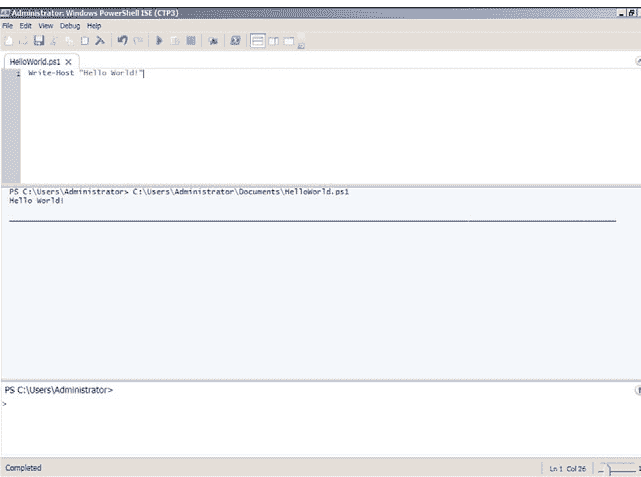 Administrator: Windows PowerShell ISE (CTP3)
File Edit View Debug Help
HelloWorld.ps1
1 Write-Host "Hello World!"
PS C:\Users\Administrator> C:\Users\Administrator\Documents\HelloWorld.ps1
Hello World!
PS C:\Users\Administrator>
>
Completed
Ln 1 Col 26